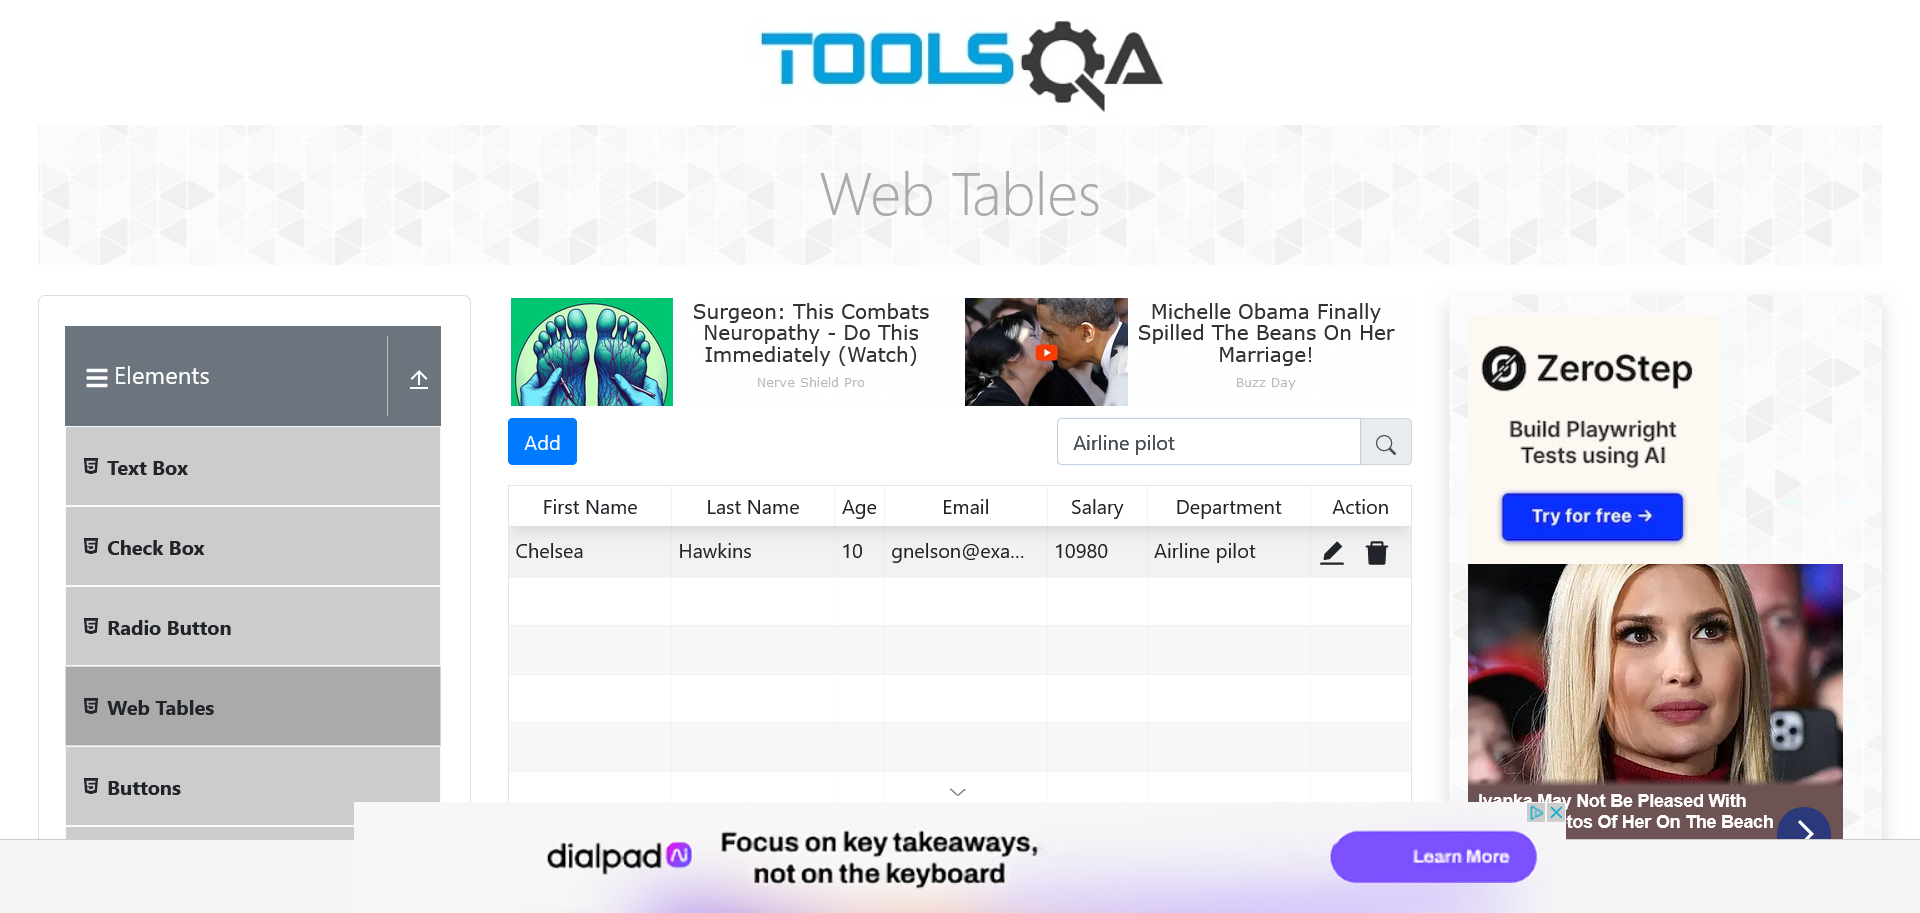 TOOLSQA
Web Tables
Elements
Text Box
Check Box
Radio Button
Web Tables
Buttons
Surgeon: This Combats
Neuropathy - Do This
Immediately (Watch)
Nerve Shield Pro
Michelle Obama Finally
Spilled The Beans On Her
Marriage!
Buzz Day
Add
Airline pilot
First Name Last Name Age Email Salary Department Action
Chelsea Hawkins 10 gnelson@exa... 10980 Airline pilot
ZeroStep
Build Playwright
Tests using AI
Try for free →
Ivanka May Not Be Pleased With
tos Of Her On The Beach
dialpad Ai
Focus on key takeaways,
not on the keyboard
Learn More